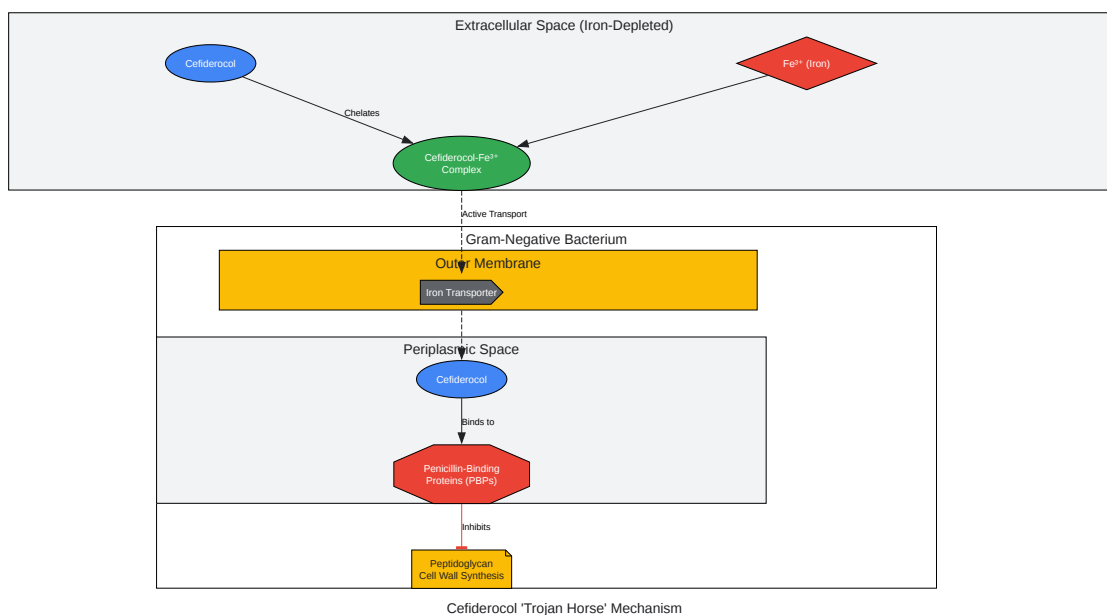 Extracellular Space (Iron-Depleted)
Cefiderocol
Fe³⁺ (Iron)
Chelates
Cefiderocol-Fe³⁺
Complex
Active Transport
Gram-Negative Bacterium
Outer Membrane
Iron Transporter
Periplasmic Space
Cefiderocol
Binds to
Penicillin-Binding
Proteins (PBPs)
Inhibits
Peptidoglycan
Cell Wall Synthesis
Cefiderocol 'Trojan Horse' Mechanism